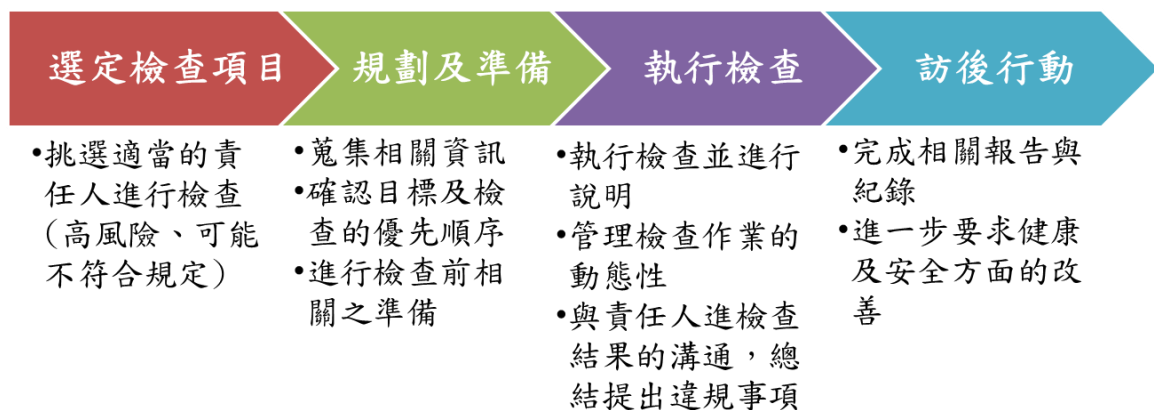 選定檢查項目
規劃及準備
執行檢查
訪後行動
•挑選適當的責
任人進行檢查
(高風險、可能
不符合規定)
•蒐集相關資訊
•確認目標及檢
查的優先順序
•進行檢查前相
關之準備
•執行檢查並進行
說明
•管理檢查作業的
動態性
•與責任人進檢查
結果的溝通，總
結提出違規事項
•完成相關報告與
紀錄
•進一步要求健康
及安全方面的改
善